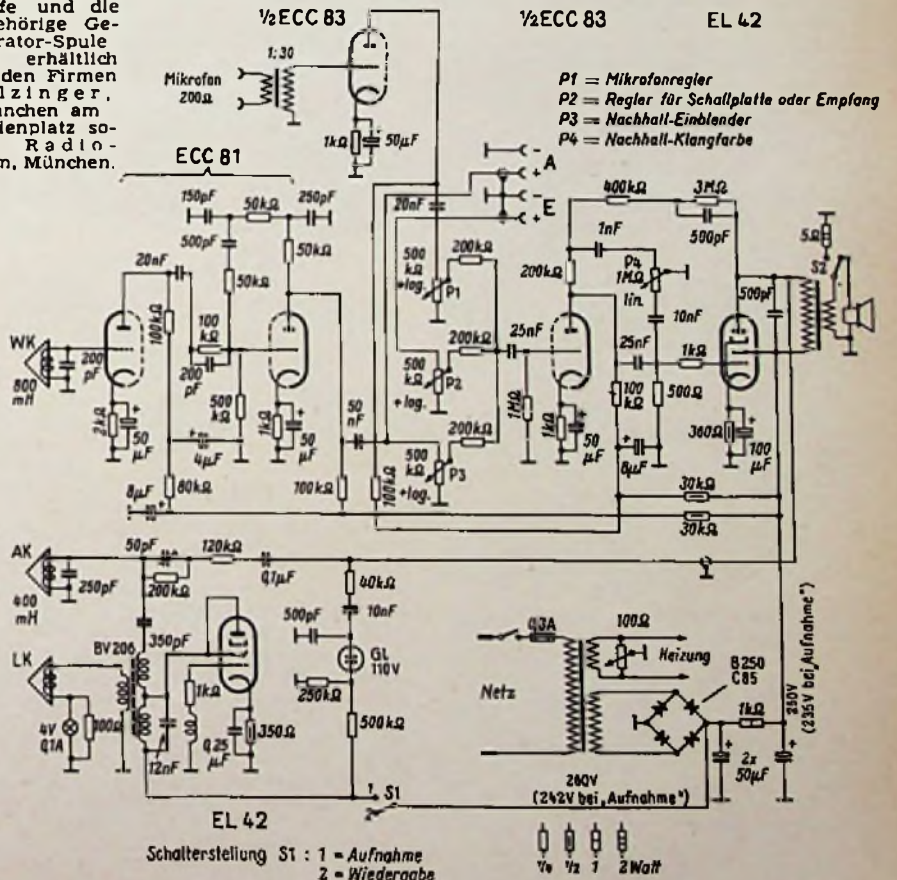 fe und die
ehörige Ge-
rator-Spule
erhältlich
den Firmen
lzinger,
nchen am
ienplatz so-
Radio-
n, München.
½ECC 83
½ECC 83
EL 42
1:30
Mikrofon
200Ω
1kΩ
50µF
P1 = Mikrofonregler
P2 = Regler für Schallplatte oder Empfang
P3 = Nachhall-Einblender
P4 = Nachhall-Klangfarbe
ECC 81
A
E
150pF
50kΩ
250pF
500pF
50kΩ
50kΩ
20nF
100kΩ
100
kΩ
200
pF
WK
800
mH
200
pF
2kΩ
50
µF
500
kΩ
4µF
1kΩ
50
µF
8µF
80kΩ
100kΩ
50
nF
20nF
500
kΩ
+log.
P1
200kΩ
500
kΩ
+log.
P2
200kΩ
500
kΩ
+log.
P3
200kΩ
100kΩ
25nF
1MΩ
200kΩ
1kΩ
50
µF
400kΩ
3MΩ
500pF
1nF
P4
1MΩ
lin.
10nF
25nF
1kΩ
100
kΩ
500Ω
8µF
360Ω
100
µF
500pF
5Ω
S2
30kΩ
30kΩ
AK
400
mH
250pF
50pF
200kΩ
120kΩ
0,1µF
350pF
LK
4V
0,1A
100Ω
BV206
12nF
1kΩ
0,25
µF
350Ω
EL 42
40kΩ
10nF
500pF
GL
110V
250kΩ
500kΩ
1
S1
2
0,3A
Netz
100Ω
Heizung
B250
C85
1kΩ
2x
50µF
260V
(242V bei „Aufnahme")
250V
(235V bei „Aufnahme")
Schalterstellung S1 : 1 = Aufnahme
2 = Wiedergabe
¼ ½ 1 2Watt